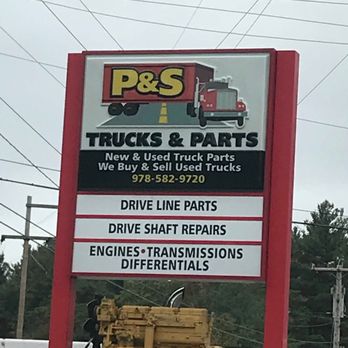 P&S
TRUCKS & PARTS
New & Used Truck Parts
We Buy & Sell Used Trucks
978-582-9720
DRIVE LINE PARTS
DRIVE SHAFT REPAIRS
ENGINES•TRANSMISSIONS
DIFFERENTIALS